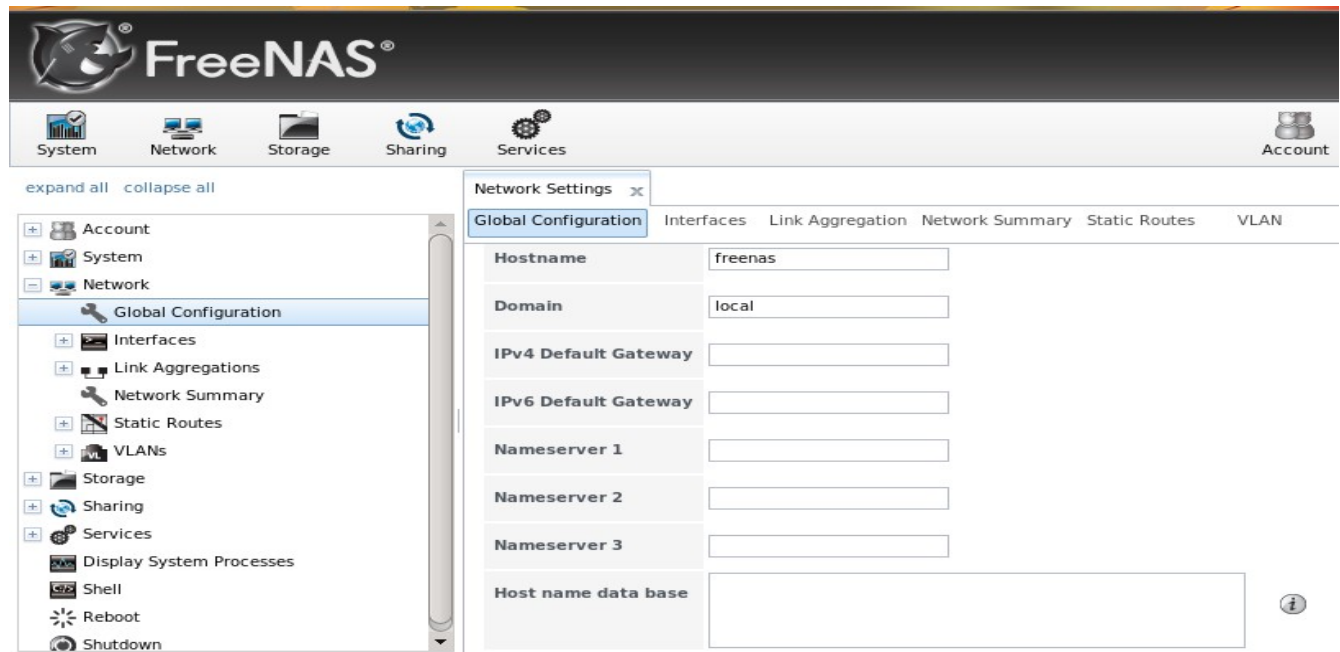 FreeNAS®
System Network Storage Sharing Services Account
expand all collapse all
Account
System
Network
Global Configuration
Interfaces
Link Aggregations
Network Summary
Static Routes
VLANs
Storage
Sharing
Services
Display System Processes
Shell
Reboot
Shutdown
Network Settings x
Global Configuration Interfaces Link Aggregation Network Summary Static Routes VLAN
Hostname freenas
Domain local
IPv4 Default Gateway
IPv6 Default Gateway
Nameserver 1
Nameserver 2
Nameserver 3
Host name data base